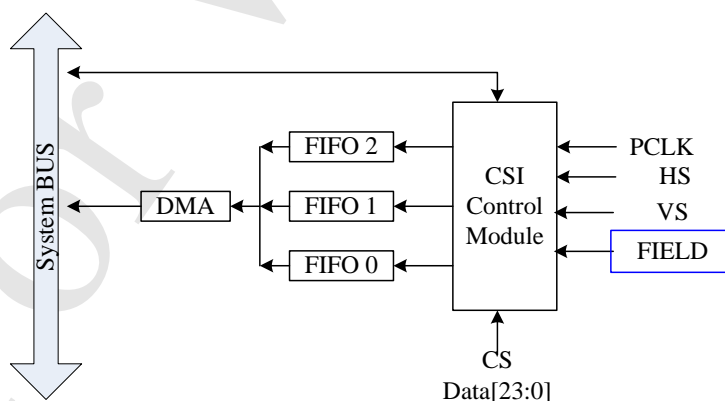 System BUS
DMA
FIFO 2
FIFO 1
FIFO 0
CSI
Control
Module
PCLK
HS
VS
FIELD
CS
Data[23:0]